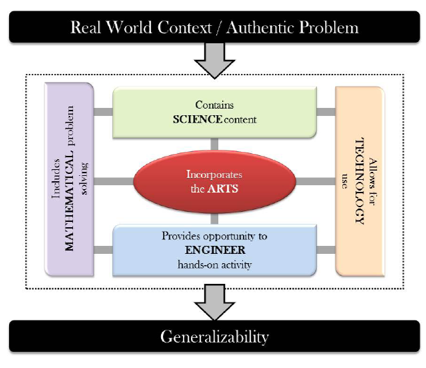 Real World Context / Authentic Problem
Contains
SCIENCE content
Includes
MATHEMATICAL problem
solving
Incorporates
the ARTS
Allows for
TECHNOLOGY
use
Provides opportunity to
ENGINEER
hands-on activity
Generalizability